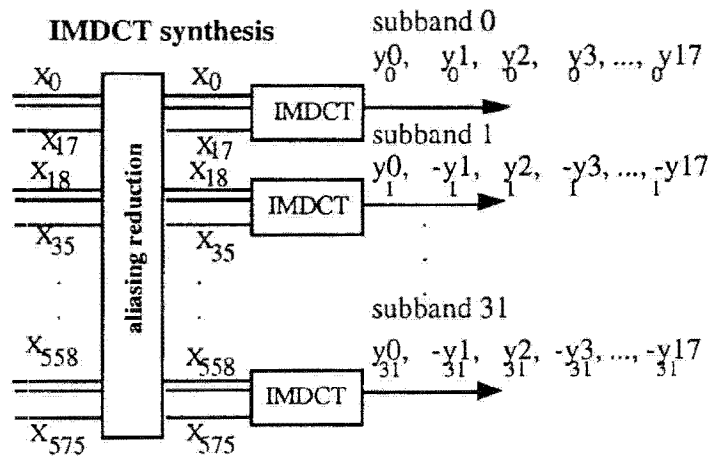 IMDCT synthesis
subband 0
y0, y1, y2, y3, ..., y17
0 0 0 0 0
X0 X0
IMDCT
X17 X17
subband 1
X18 X18
y0, -y1, y2, -y3, ..., -y17
1 1 1 1 1
IMDCT
X35 X35
aliasing reduction
subband 31
X558 X558
y0, -y1, y2, -y3, ..., -y17
31 31 31 31 31
IMDCT
X575 X575